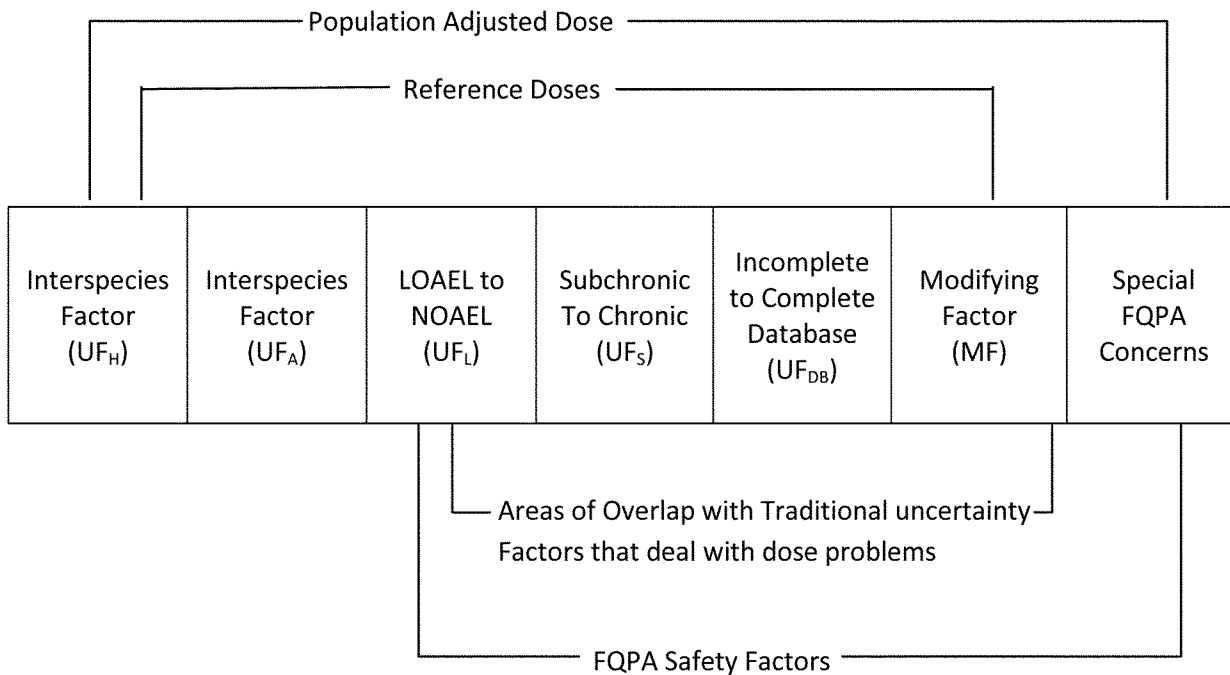 Population Adjusted Dose
Reference Doses
Interspecies
Factor
(UFH)
Interspecies
Factor
(UFA)
LOAEL to
NOAEL
(UFL)
Subchronic
To Chronic
(UFS)
Incomplete
to Complete
Database
(UFDB)
Modifying
Factor
(MF)
Special
FQPA
Concerns
Areas of Overlap with Traditional uncertainty
Factors that deal with dose problems
FQPA Safety Factors